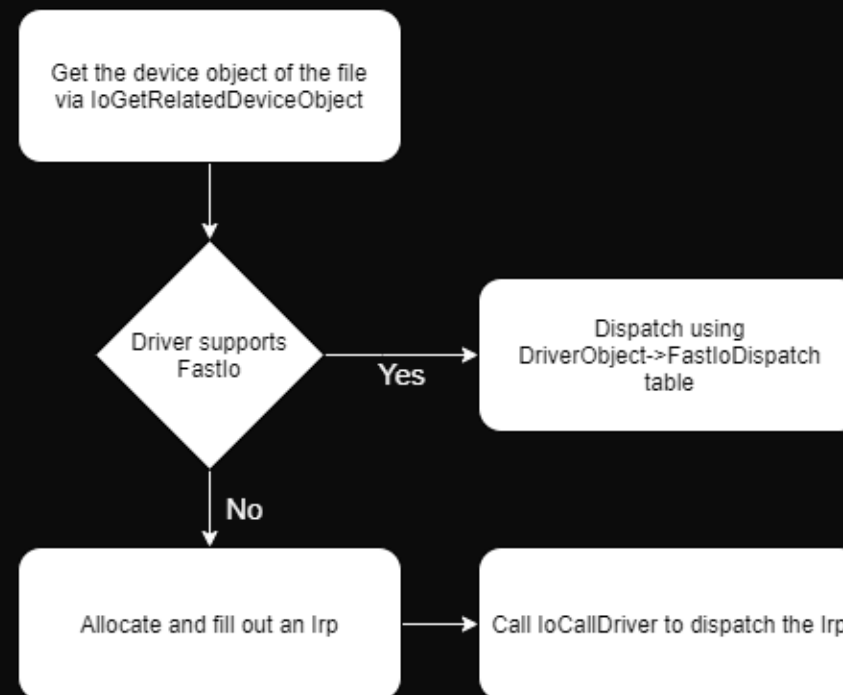 Get the device object of the file
via IoGetRelatedDeviceObject
Driver supports
FastIo
Yes
Dispatch using
DriverObject->FastIoDispatch
table
No
Allocate and fill out an Irp
Call IoCallDriver to dispatch the Irp